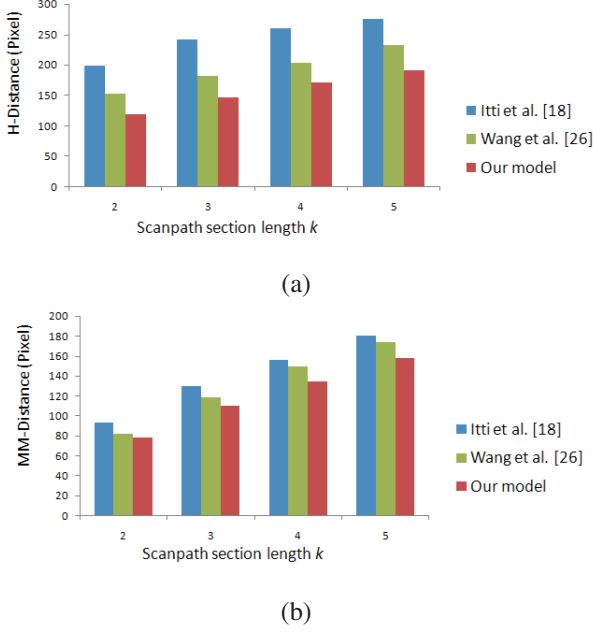 300
250
200
150
100
50
0
H-Distance (Pixel)
2 3 4 5
Scanpath section length k
Itti et al. [18]
Wang et al. [26]
Our model
(a)
200
180
160
140
120
100
80
60
40
20
0
MM-Distance (Pixel)
2 3 4 5
Scanpath section length k
Itti et al. [18]
Wang et al. [26]
Our model
(b)